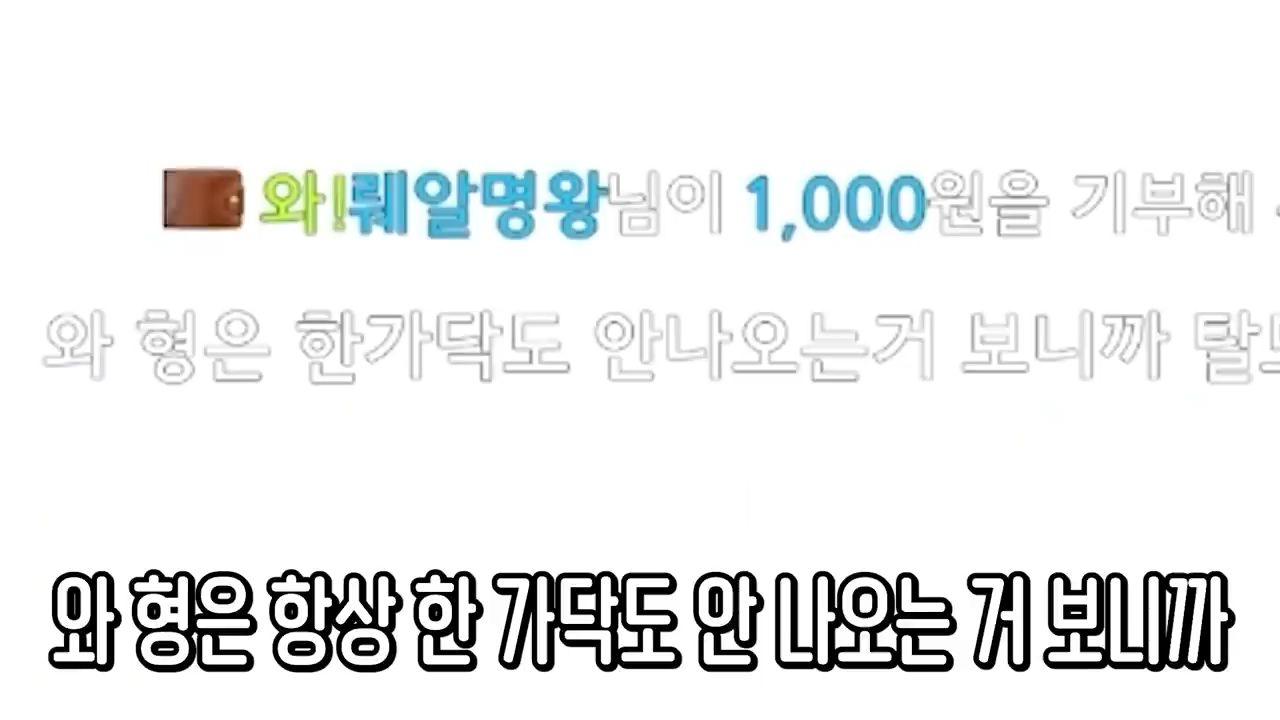 와!뤠알명왕님이 1,000원을 기부해
와 형은 한가닥도 안나오는거 보니까
와 형은 항상 한 가닥도 안 나오는 거 보니까